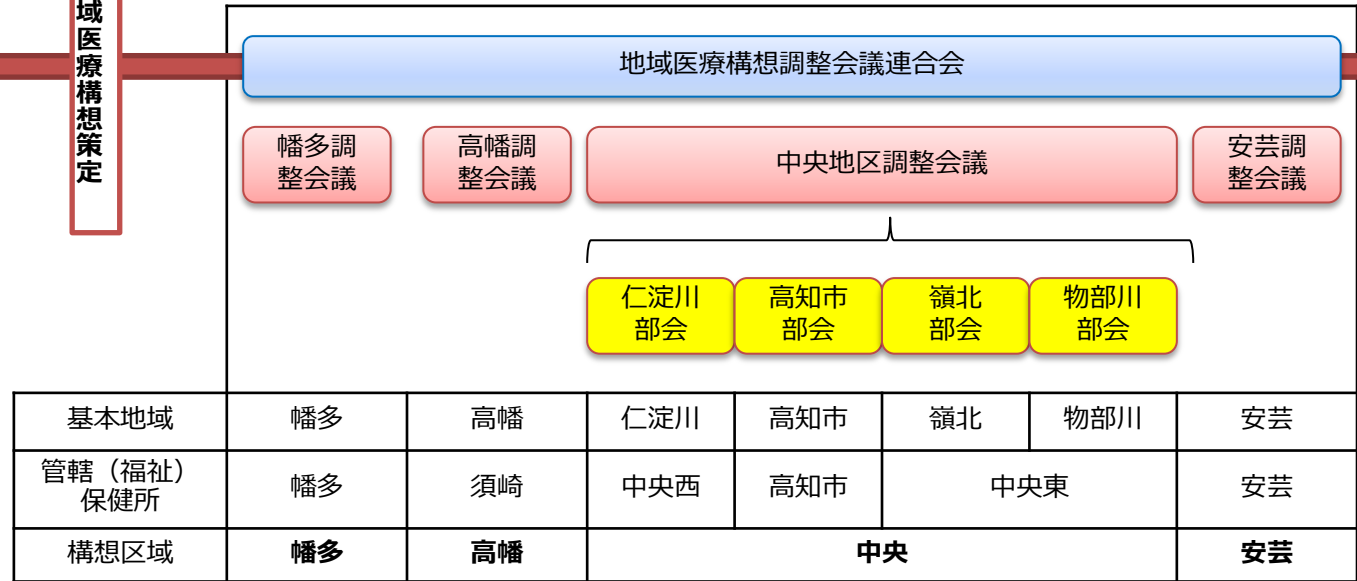 域医療構想策定
地域医療構想調整会議連合会
幡多調
整会議
高幡調
整会議
中央地区調整会議
安芸調
整会議
仁淀川
部会
高知市
部会
嶺北
部会
物部川
部会
基本地域 幡多 高幡 仁淀川 高知市 嶺北 物部川 安芸
管轄（福祉）
保健所 幡多 須崎 中央西 高知市 中央東 安芸
構想区域 幡多 高幡 中央 安芸